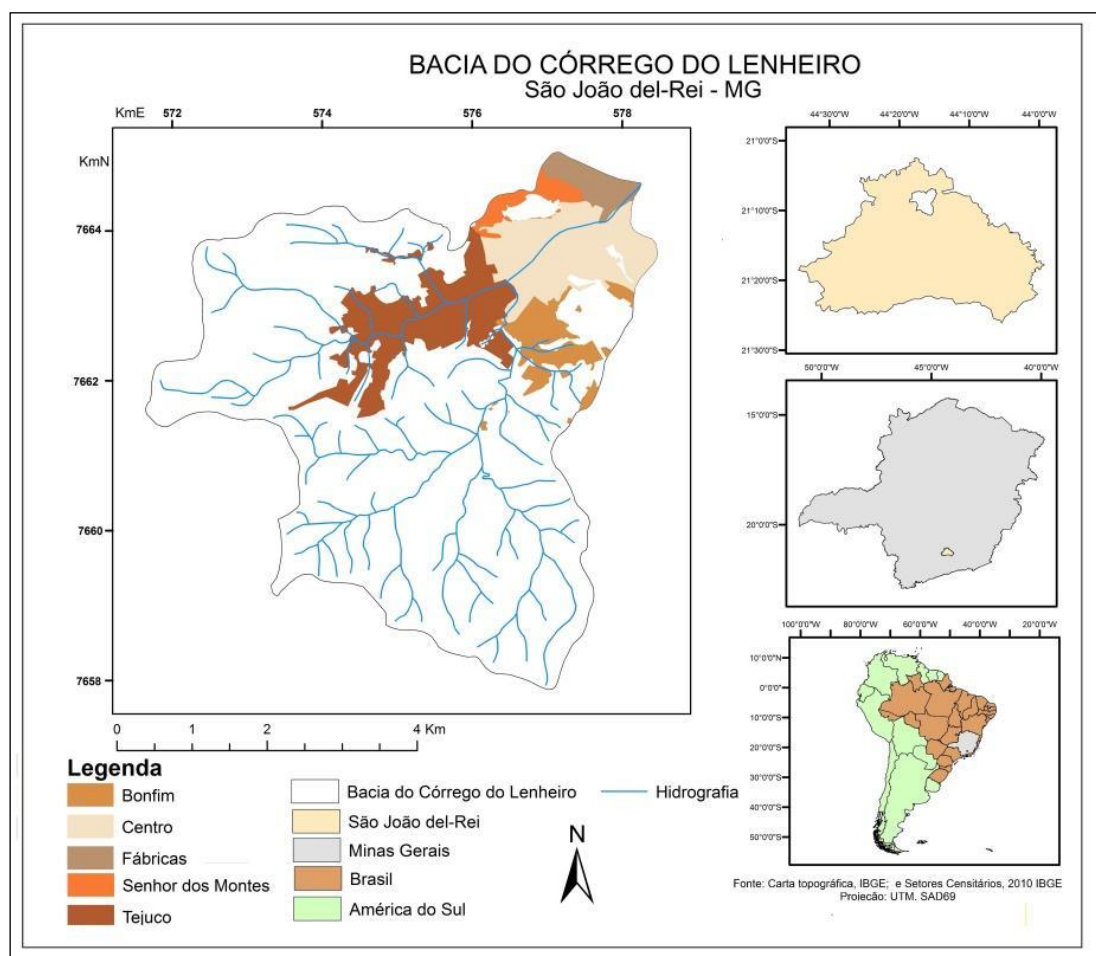 BACIA DO CÓRREGO DO LENHEIRO
São João del-Rei - MG
KmE 572 574 576 578
KmN
7664
7662
7660
7658
0 1 2 4 Km
44°30'0"W 44°20'0"W 44°10'0"W 44°0'0"W
21°0'0"S
21°10'0"S
21°20'0"S
21°30'0"S
50°0'0"W 45°0'0"W 40°0'0"W
15°0'0"S
20°0'0"S
100°0'0"W 80°0'0"W 60°0'0"W 40°0'0"W 20°0'0"W
10°0'0"N
0°0'0"
10°0'0"S
20°0'0"S
30°0'0"S
40°0'0"S
50°0'0"S
Legenda
Bonfim
Centro
Fábricas
Senhor dos Montes
Tejuco
Bacia do Córrego do Lenheiro
São João del-Rei
Minas Gerais
Brasil
América do Sul
Hidrografia
N
Fonte: Carta topográfica, IBGE; e Setores Censitários, 2010 IBGE
Projecão: UTM. SAD69